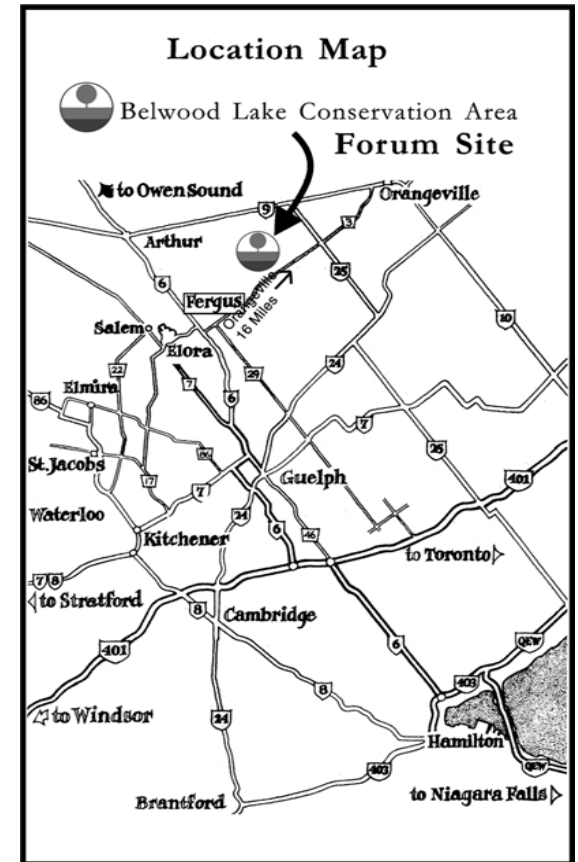 Location Map
Belwood Lake Conservation Area
Forum Site
to Owen Sound
Orangeville
9
3
Arthur
6
25
Fergus
Orangeville
16 Miles
10
Salem
Elora
22
7
29
24
Elmira
6
86
7
25
St. Jacobs
86
17
7
Guelph
401
Waterloo
24
6
46
Kitchener
to Toronto
7 8
to Stratford
8
Cambridge
401
6
QEW
8
403
to Windsor
24
Hamilton
403
QEW
Brantford
to Niagara Falls